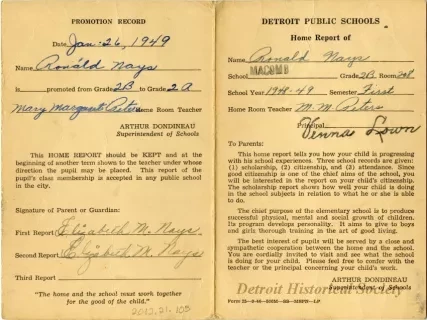 PROMOTION RECORD
Date Jan. 26, 1949
Name Ronald Nays
is promoted from Grade 2B to Grade 2A
Mary Margaret Peters Home Room Teacher
ARTHUR DONDINEAU
Superintendent of Schools
This HOME REPORT should be KEPT and at the
beginning of another term shown to the teacher under whose
direction the pupil may be placed. This report of the
pupil's class membership is accepted in any public school
in the city.
Signature of Parent or Guardian:
First Report Elizabeth M. Nays
Second Report Elizabeth M. Nays
Third Report
"The home and the school must work together
for the good of the child."
2012.21.103
DETROIT PUBLIC SCHOOLS
Home Report of
Name Ronald Nays
School MACOMB Grade 2B Room 208
School Year 1948-49 Semester First
Home Room Teacher M. M. Peters
Principal Lown
To Parents:
This home report tells you how your child is progressing
with his school experiences. Three school records are given:
(1) scholarship, (2) citizenship, and (3) attendance. Since
good citizenship is one of the chief aims of the school, you
will be interested in the report on your child's citizenship.
The scholarship report shows how well your child is doing
in the school subjects in relation to what he or she is able
to do.
The chief purpose of the elementary school is to produce
successful physical, mental and social growth of children.
Its program develops personality. It aims to give to boys
and girls thorough training in the art of good living.
The best interest of pupils will be served by a close and
sympathetic cooperation between the home and the school.
You are cordially invited to visit and see what the school
is doing for your child. Please feel free to confer with the
teacher or the principal concerning your child's work.
ARTHUR DONDINEAU
Superintendent of Schools
Detroit Historical Society